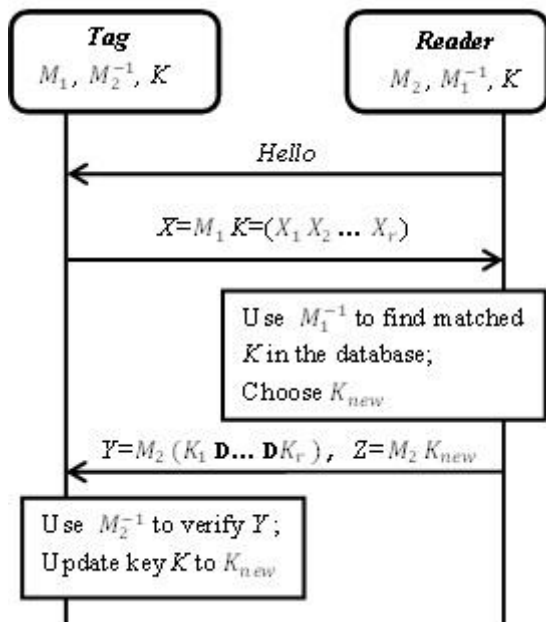 Tag
M₁, M₂⁻¹, K
Reader
M₂, M₁⁻¹, K
Hello
X=M₁ K=(X₁ X₂ ... Xᵣ)
Use M₁⁻¹ to find matched
K in the database;
Choose Kₙₑw
Y=M₂ (K₁ D... DKᵣ), Z=M₂ Kₙₑw
Use M₂⁻¹ to verify Y;
Update key K to Kₙₑw